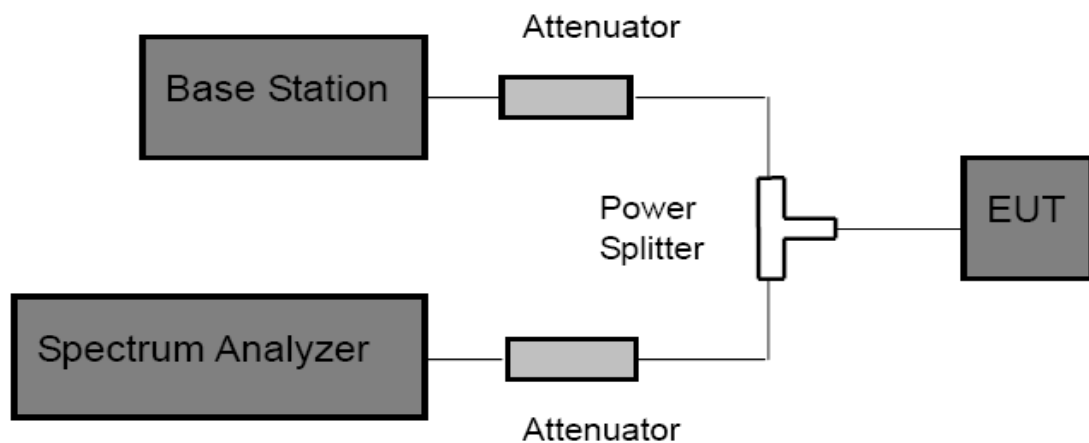 Attenuator
Base Station
Power
Splitter
EUT
Spectrum Analyzer
Attenuator